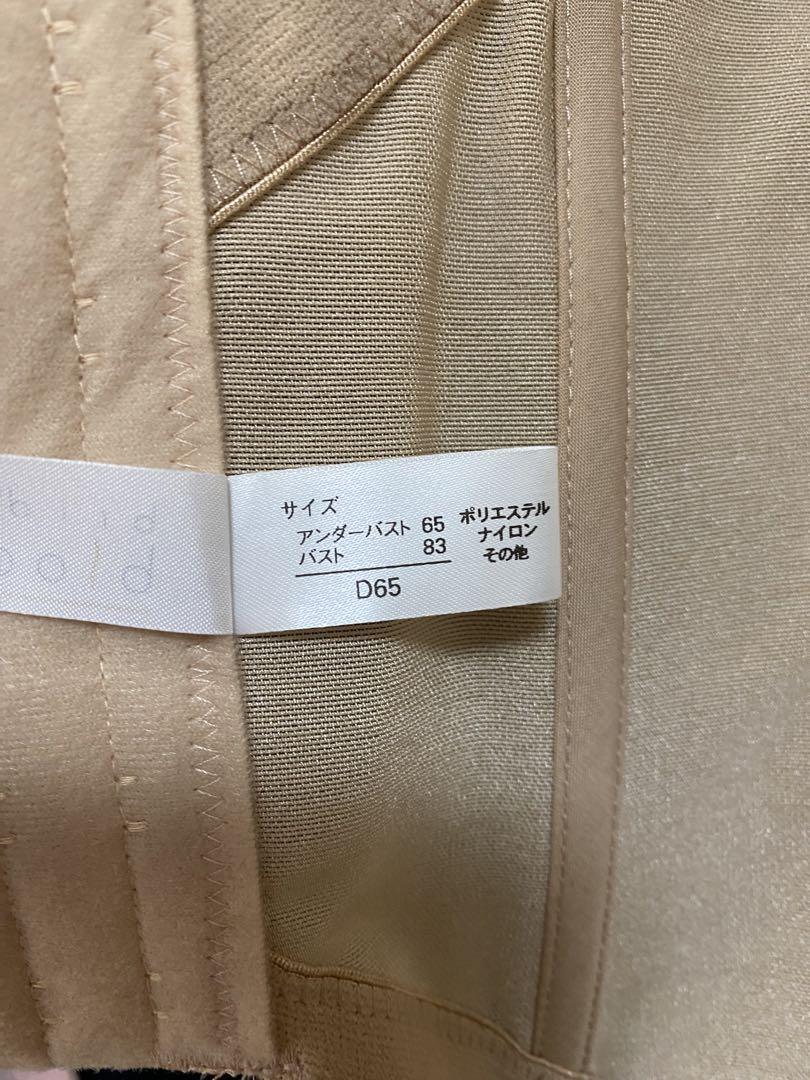 サイズ
アンダーバスト 65
バスト 83
D65
ポリエステル
ナイロン
その他